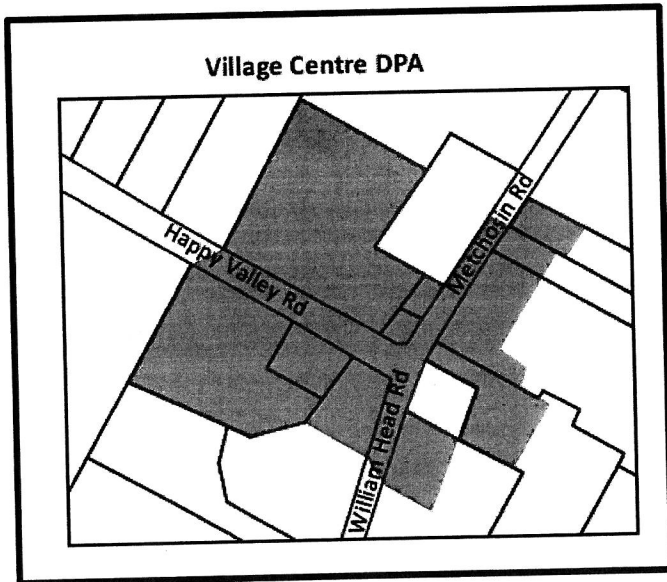 Village Centre DPA
Happy Valley Rd
Metchosin Rd
William Head Rd